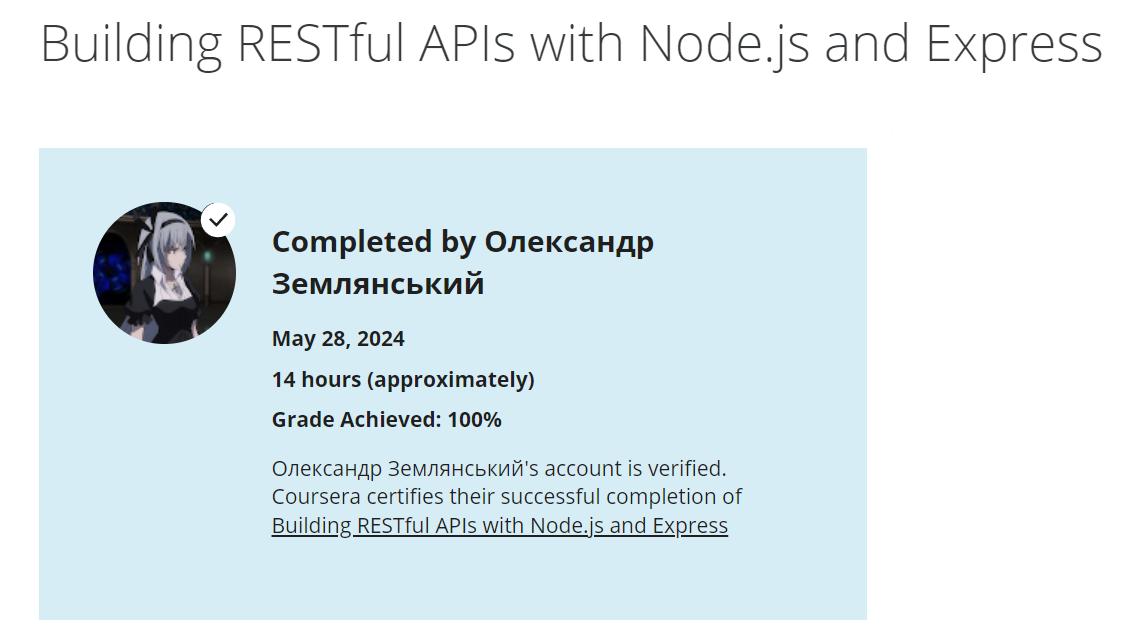 Building RESTful APIs with Node.js and Express
Completed by Олександр
Землянський
May 28, 2024
14 hours (approximately)
Grade Achieved: 100%
Олександр Землянський's account is verified.
Coursera certifies their successful completion of
Building RESTful APIs with Node.js and Express